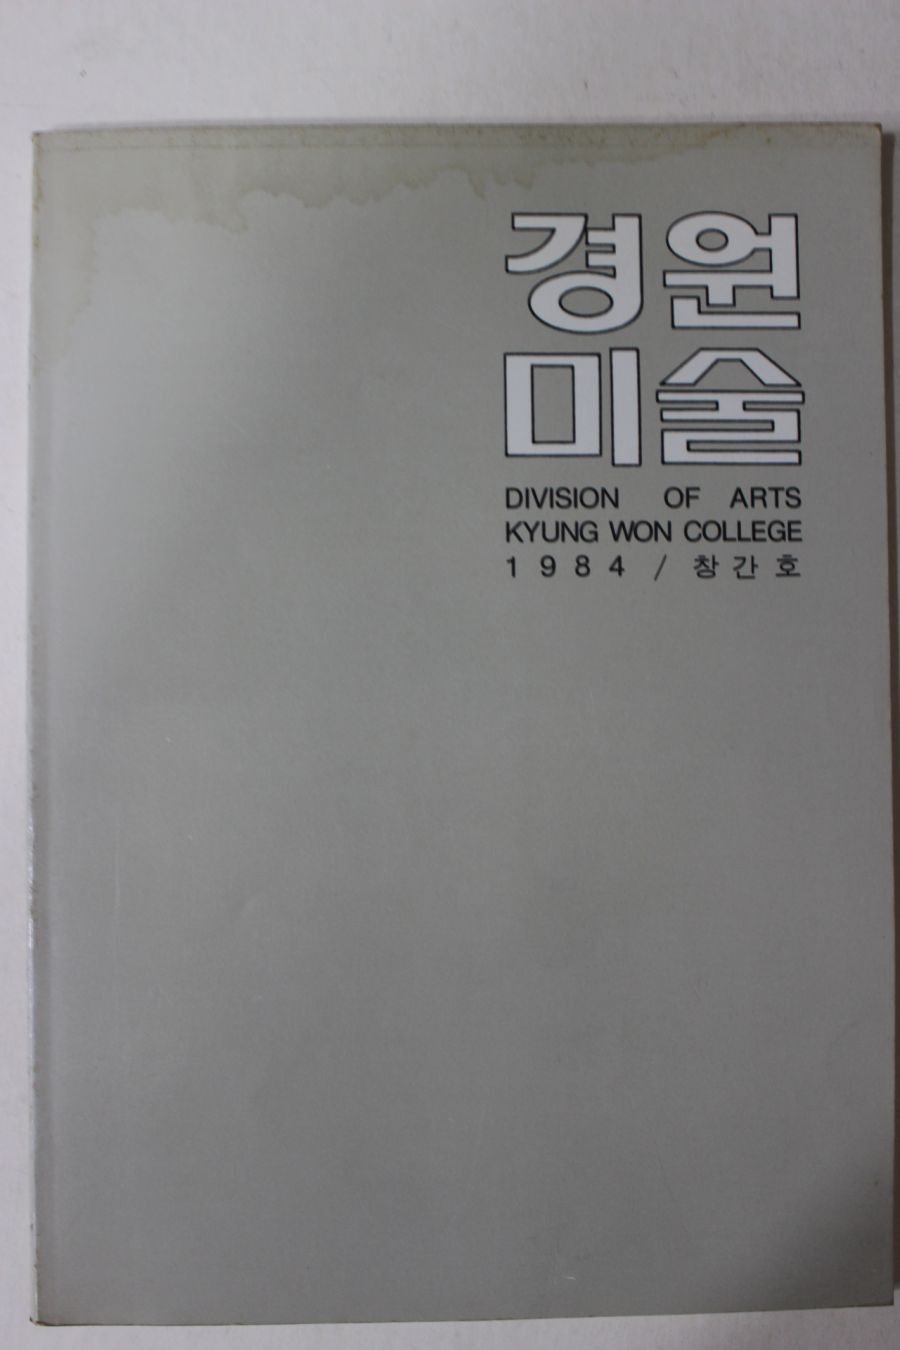 경원
미술
DIVISION OF ARTS
KYUNG WON COLLEGE
1984 / 창간호